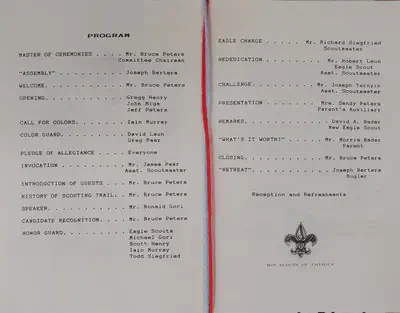 PROGRAM
MASTER OF CEREMONIES . . . . Mr. Bruce Peters
Committee Chairman
"ASSEMBLY" . . . . . . . . . Joseph Bertera
WELCOME. . . . . . . . . . . Mr. Bruce Peters
OPENING. . . . . . . . . . . Gregg Henry
John Miga
Jeff Peters
CALL FOR COLORS. . . . . . . Iain Murray
COLOR GUARD. . . . . . . . . David Leun
Greg Paar
PLEDGE OF ALLEGIANCE . . . . Everyone
INVOCATION . . . . . . . . . Mr. James Peer
Asst. Scoutmaster
INTRODUCTION OF GUESTS . . . Mr. Bruce Peters
HISTORY OF SCOUTING TRAIL. . Mr. Bruce Peters
SPEAKER. . . . . . . . . . . Mr. Ronald Gori
CANDIDATE RECOGNITION. . . . Mr. Bruce Peters
HONOR GUARD. . . . . . . . . Eagle Scouts
Michael Gori
Scott Henry
Iain Murray
Todd Siegfried
EAGLE CHARGE . . . . . . Mr. Richard Siegfried
Scoutmaster
REDEDICATION . . . . . . Mr. Robert Leun
Eagle Scout
Asst. Scoutmaster
CHALLENGE. . . . . . . . Mr. Joseph
Asst. Scoutmaster
PRESENTATION . . . . . . Mrs. Sandy Peters
Parent's Auxiliary
REMARKS. . . . . . . . . David A. Bader
New Eagle Scout
"WHAT'S IT WORTH?" . . . Mr. Morris Bader
Parent
CLOSING. . . . . . . . . Mr. Bruce Peters
"RETREAT". . . . . . . . Joseph Bertera
Bugler
Reception and Refreshments
BOY SCOUTS OF AMERICA